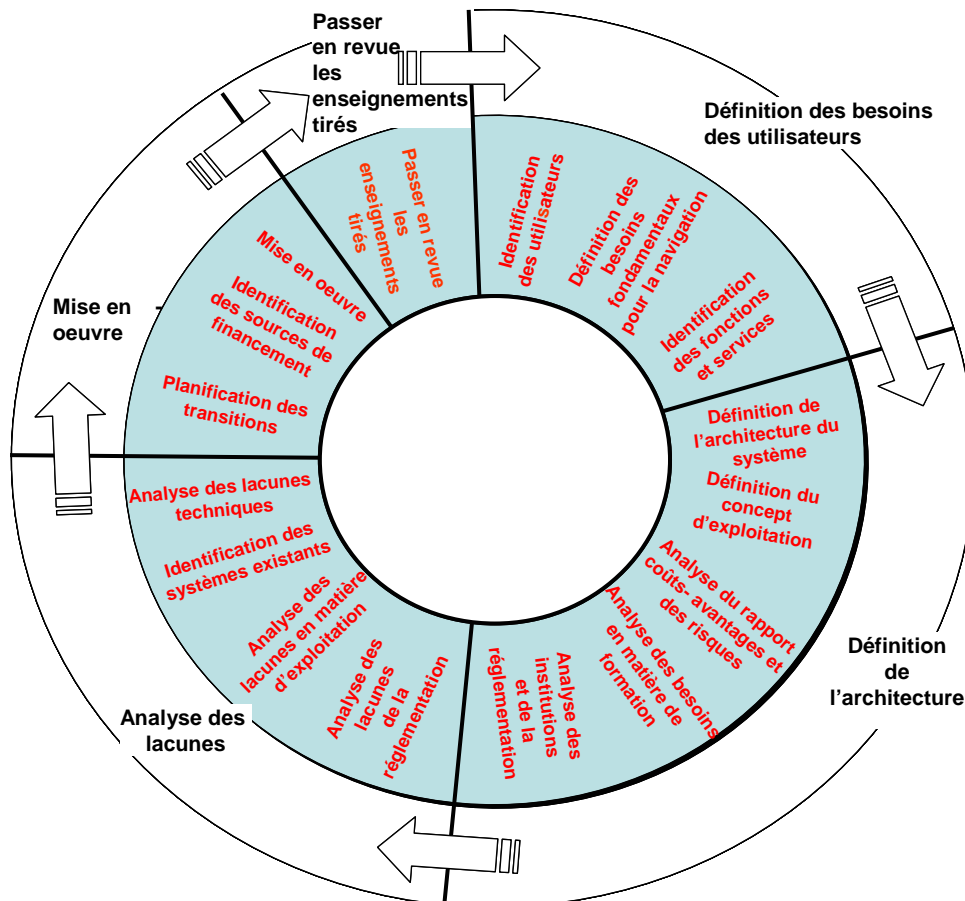 Passer
en revue
les
enseignements
tirés
Définition des besoins
des utilisateurs
Définition
de
l'architecture
Analyse des
lacunes
Mise en
oeuvre
Passer en revue
les
enseignements
tirés
Identification
des utilisateurs
Définition des
besoins
fondamentaux
pour la navigation
Identification
des fonctions
et services
Définition de
l'architecture du
système
Définition du
concept
d'exploitation
Analyse du rapport
coûts- avantages et
des risques
Analyse des besoins
en matière de
formation
Analyse des
institutions
et de la
réglementation
Analyse des
lacunes
de la
réglementation
Analyse des
lacunes en matière
d'exploitation
Identification des
systèmes existants
Analyse des lacunes
techniques
Planification des
transitions
Identification
des sources de
financement
Mise en oeuvre